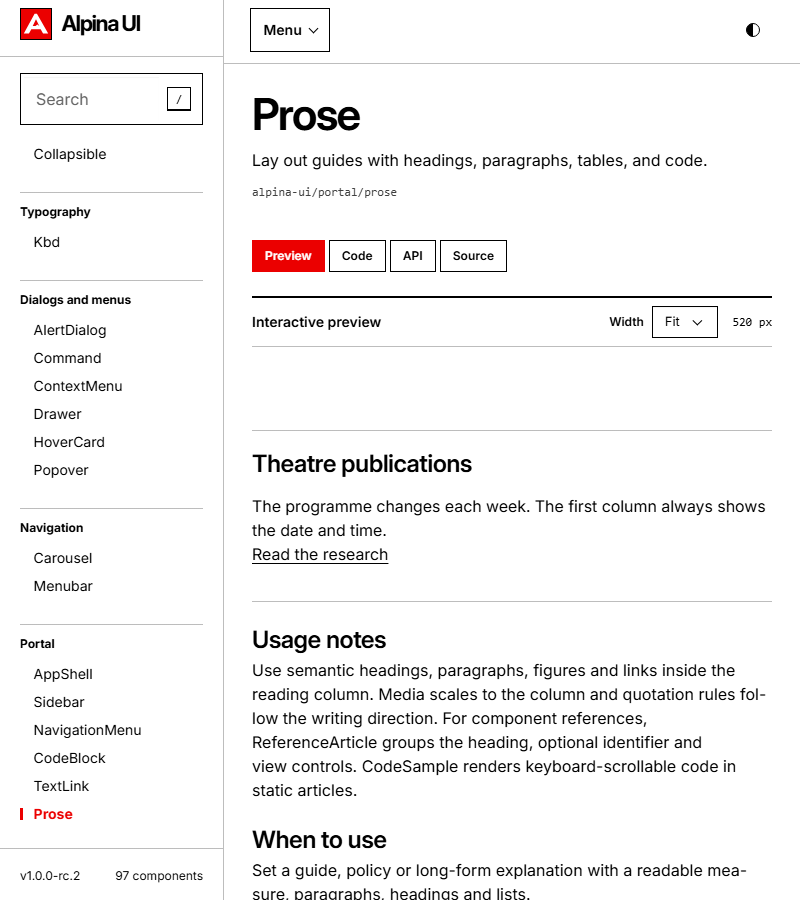 Alpina UI
Search /
Collapsible
Typography
Kbd
Dialogs and menus
AlertDialog
Command
ContextMenu
Drawer
HoverCard
Popover
Navigation
Carousel
Menubar
Portal
AppShell
Sidebar
NavigationMenu
CodeBlock
TextLink
Prose
v1.0.0-rc.2 97 components
Menu
Prose
Lay out guides with headings, paragraphs, tables, and code.
alpina-ui/portal/prose
Preview Code API Source
Interactive preview Width Fit 520 px
Theatre publications
The programme changes each week. The first column always shows
the date and time.
Read the research
Usage notes
Use semantic headings, paragraphs, figures and links inside the
reading column. Media scales to the column and quotation rules fol-
low the writing direction. For component references,
ReferenceArticle groups the heading, optional identifier and
view controls. CodeSample renders keyboard-scrollable code in
static articles.
When to use
Set a guide, policy or long-form explanation with a readable mea-
sure, paragraphs, headings and lists.